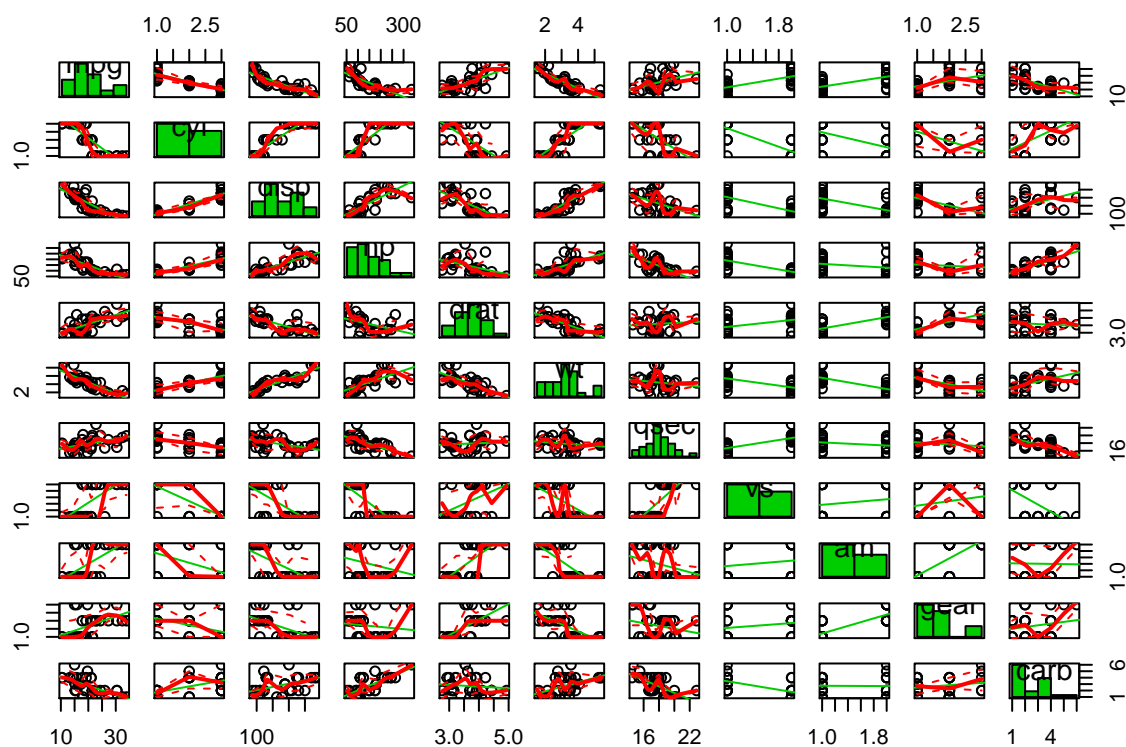 1.0 2.5 50 300 2 4 1.0 1.8 1.0 2.5
mpg 10
1.0 cyl
disp 100
50 hp
drat 3.0
2 wt
qsec 16
1.0 vs
am 1.0
1.0 gear
carb 1 6
10 30 100 3.0 5.0 16 22 1.0 1.8 1 4